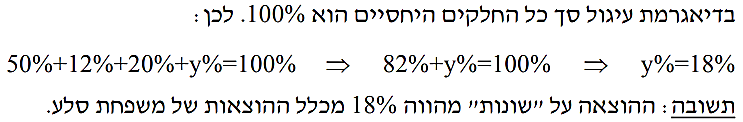 בדיאגרמת עיגול סך כל החלקים היחסיים הוא 100%. לכן:
50%+12%+20%+y%=100% ⇒ 82%+y%=100% ⇒ y%=18%
תשובה: ההוצאה על "שונות" מהווה 18% מכלל ההוצאות של משפחת סלע.